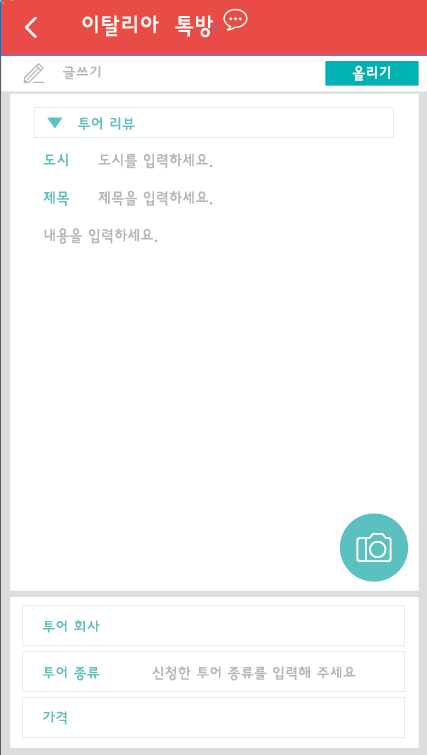 이탈리아 톡방
글쓰기 올리기
투어 리뷰
도시 도시를 입력하세요.
제목 제목을 입력하세요.
내용을 입력하세요.
투어 회사
투어 종류 신청한 투어 종류를 입력해 주세요
가격